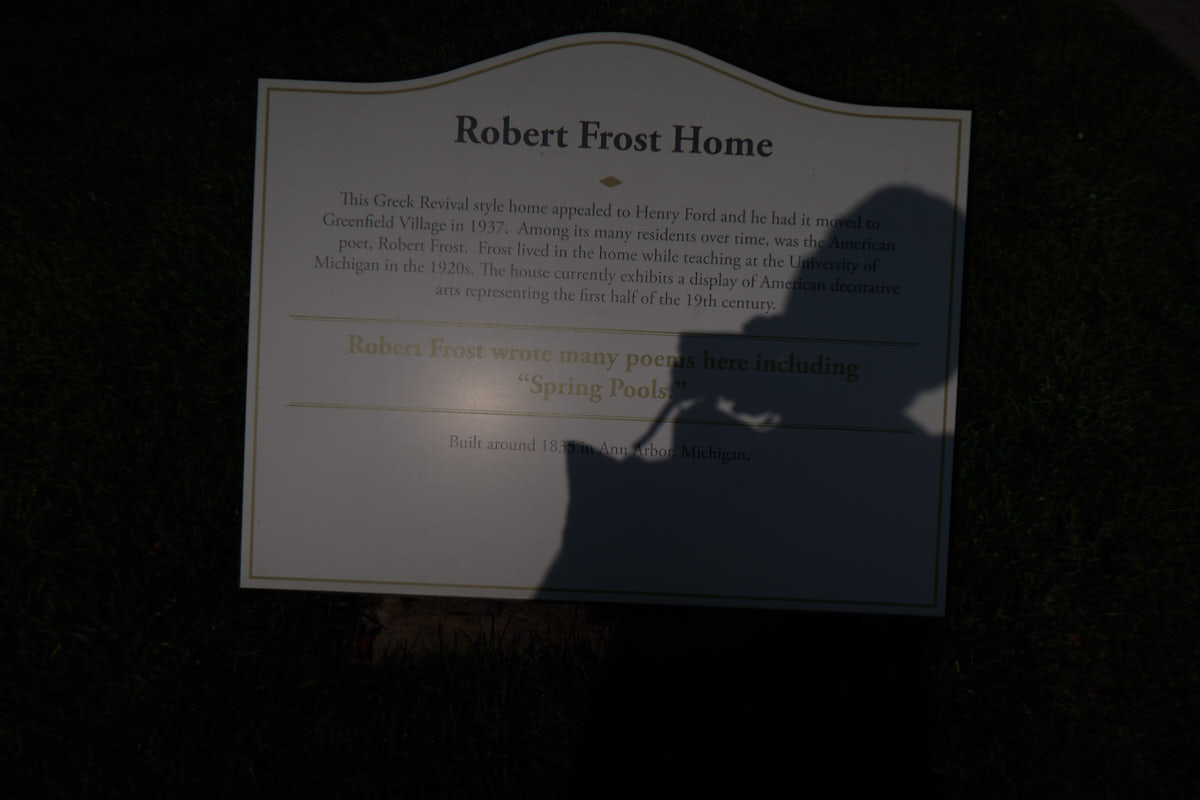 Robert Frost Home
This Greek Revival style home appealed to Henry Ford and he had it moved to
Greenfield Village in 1937. Among its many residents over time, was the American
poet, Robert Frost. Frost lived in the home while teaching at the University of
Michigan in the 1920s. The house currently exhibits a display of American decorative
arts representing the first half of the 19th century.
Robert Frost wrote many poems here including
“Spring Pools.”
Built around 1835 in Ann Arbor, Michigan.